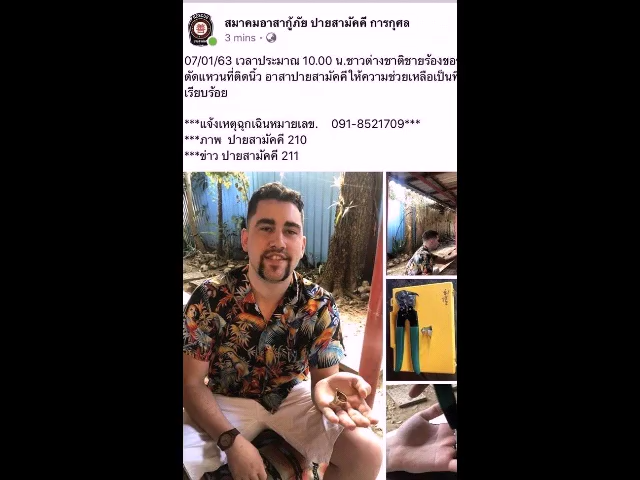 สมาคมอาสากู้ภัย ปายสามัคคี การกุศล
3 mins
07/01/63 เวลาประมาณ 10.00 น.ชาวต่างชาติชายร้องขอ
ตัดแหวนที่ติดนิ้ว อาสาปายสามัคคีให้ความช่วยเหลือเป็นที่
เรียบร้อย
***แจ้งเหตุฉุกเฉินหมายเลข. 091-8521709***
***ภาพ ปายสามัคคี 210
***ข่าว ปายสามัคคี 211